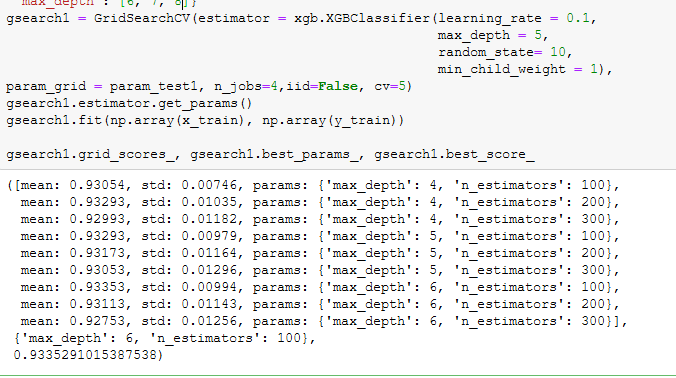 "max_depth": [6, 7, 8]}
gsearch1 = GridSearchCV(estimator = xgb.XGBClassifier(learning_rate = 0.1,
max_depth = 5,
random_state= 10,
min_child_weight = 1),
param_grid = param_test1, n_jobs=4,iid=False, cv=5)
gsearch1.estimator.get_params()
gsearch1.fit(np.array(x_train), np.array(y_train))
gsearch1.grid_scores_, gsearch1.best_params_, gsearch1.best_score_
([mean: 0.93054, std: 0.00746, params: {'max_depth': 4, 'n_estimators': 100},
mean: 0.93293, std: 0.01035, params: {'max_depth': 4, 'n_estimators': 200},
mean: 0.92993, std: 0.01182, params: {'max_depth': 4, 'n_estimators': 300},
mean: 0.93293, std: 0.00979, params: {'max_depth': 5, 'n_estimators': 100},
mean: 0.93173, std: 0.01164, params: {'max_depth': 5, 'n_estimators': 200},
mean: 0.93053, std: 0.01296, params: {'max_depth': 5, 'n_estimators': 300},
mean: 0.93353, std: 0.00994, params: {'max_depth': 6, 'n_estimators': 100},
mean: 0.93113, std: 0.01143, params: {'max_depth': 6, 'n_estimators': 200},
mean: 0.92753, std: 0.01256, params: {'max_depth': 6, 'n_estimators': 300}],
{'max_depth': 6, 'n_estimators': 100},
0.9335291015387538)